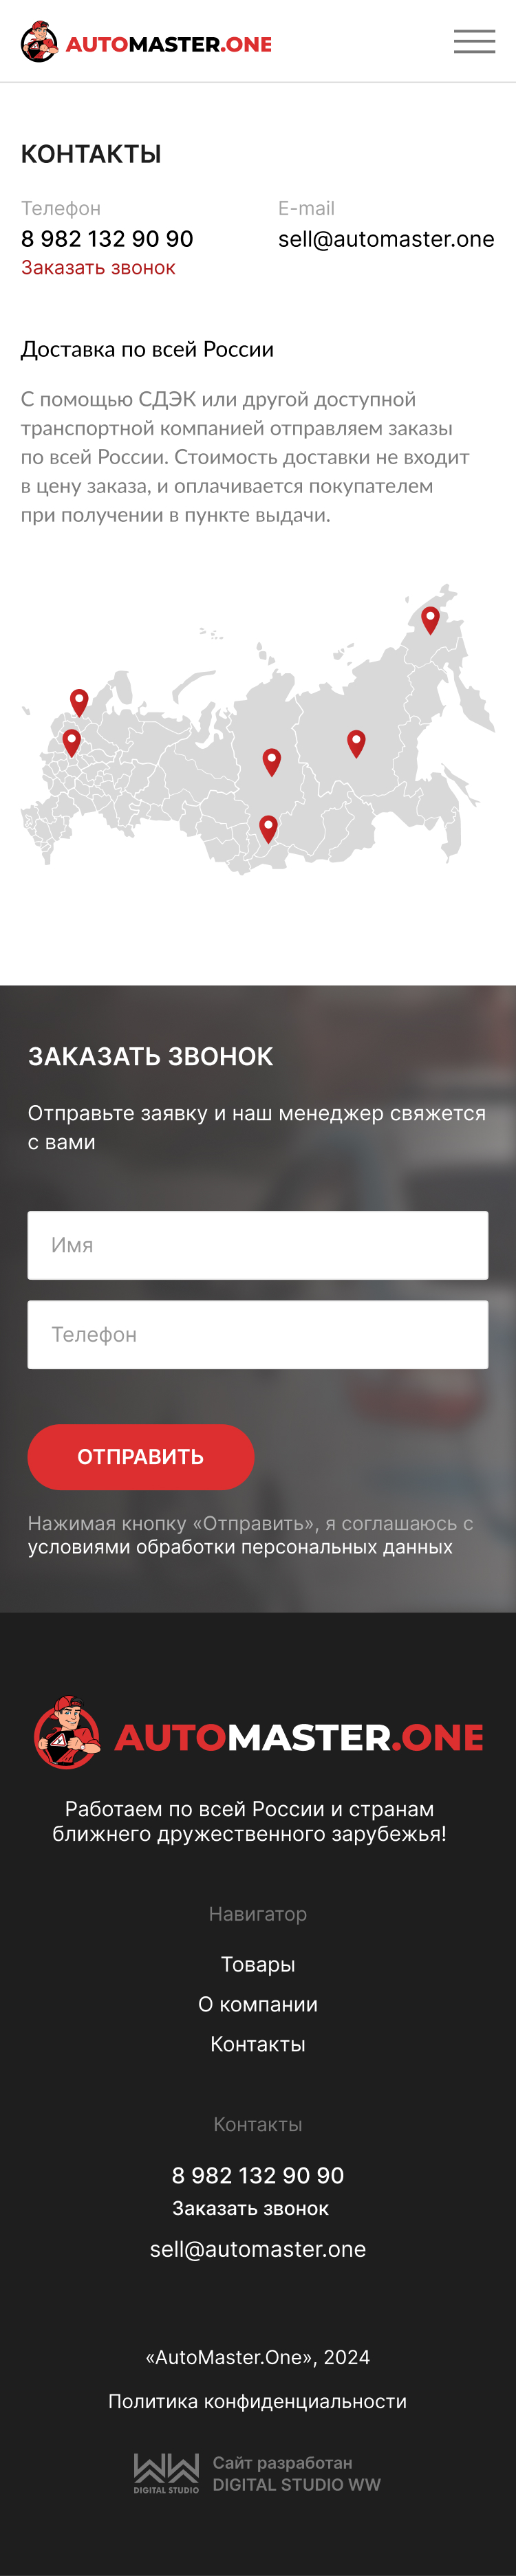 AUTOMASTER.ONE
КОНТАКТЫ
Телефон
8 982 132 90 90
Заказать звонок
E-mail
sell@automaster.one
Доставка по всей России
С помощью СДЭК или другой доступной
транспортной компанией отправляем заказы
по всей России. Стоимость доставки не входит
в цену заказа, и оплачивается покупателем
при получении в пункте выдачи.
ЗАКАЗАТЬ ЗВОНОК
Отправьте заявку и наш менеджер свяжется
с вами
Имя
Телефон
ОТПРАВИТЬ
Нажимая кнопку «Отправить», я соглашаюсь с
условиями обработки персональных данных
AUTOMASTER.ONE
Работаем по всей России и странам
ближнего дружественного зарубежья!
Навигатор
Товары
О компании
Контакты
Контакты
8 982 132 90 90
Заказать звонок
sell@automaster.one
«AutoMaster.One», 2024
Политика конфиденциальности
WW
DIGITAL STUDIO
Сайт разработан
DIGITAL STUDIO WW